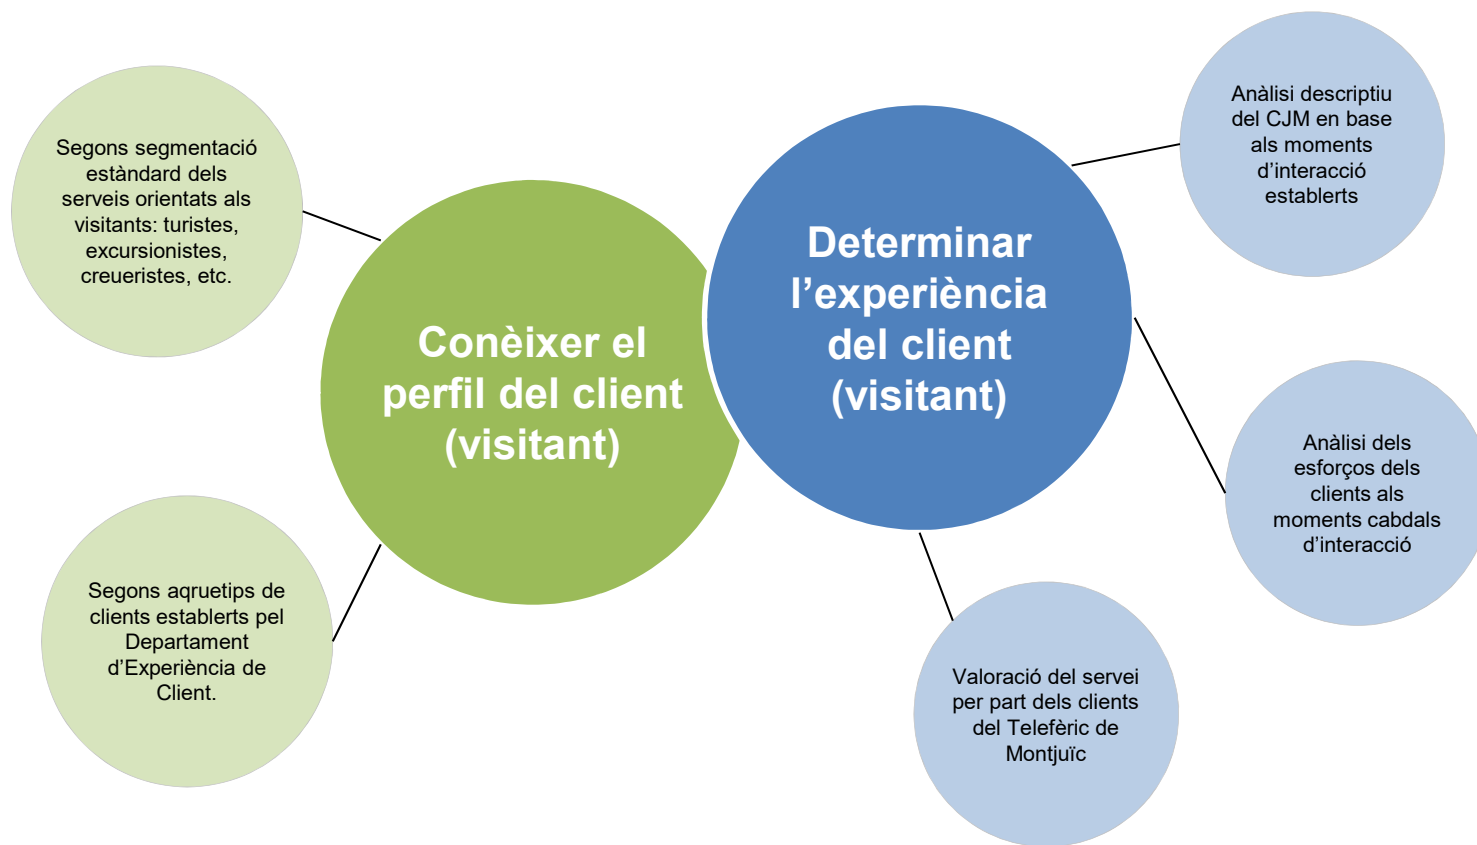 Segons segmentació
estàndard dels
serveis orientats als
visitants: turistes,
excursionistes,
creueristes, etc.
Conèixer el
perfil del client
(visitant)
Segons aqruetips de
clients establerts pel
Departament
d’Experiència de
Client.
Determinar
l’experiència
del client
(visitant)
Anàlisi descriptiu
del CJM en base
als moments
d’interacció
establerts
Anàlisi dels
esforços dels
clients als
moments cabdals
d’interacció
Valoració del servei
per part dels clients
del Telefèric de
Montjuïc